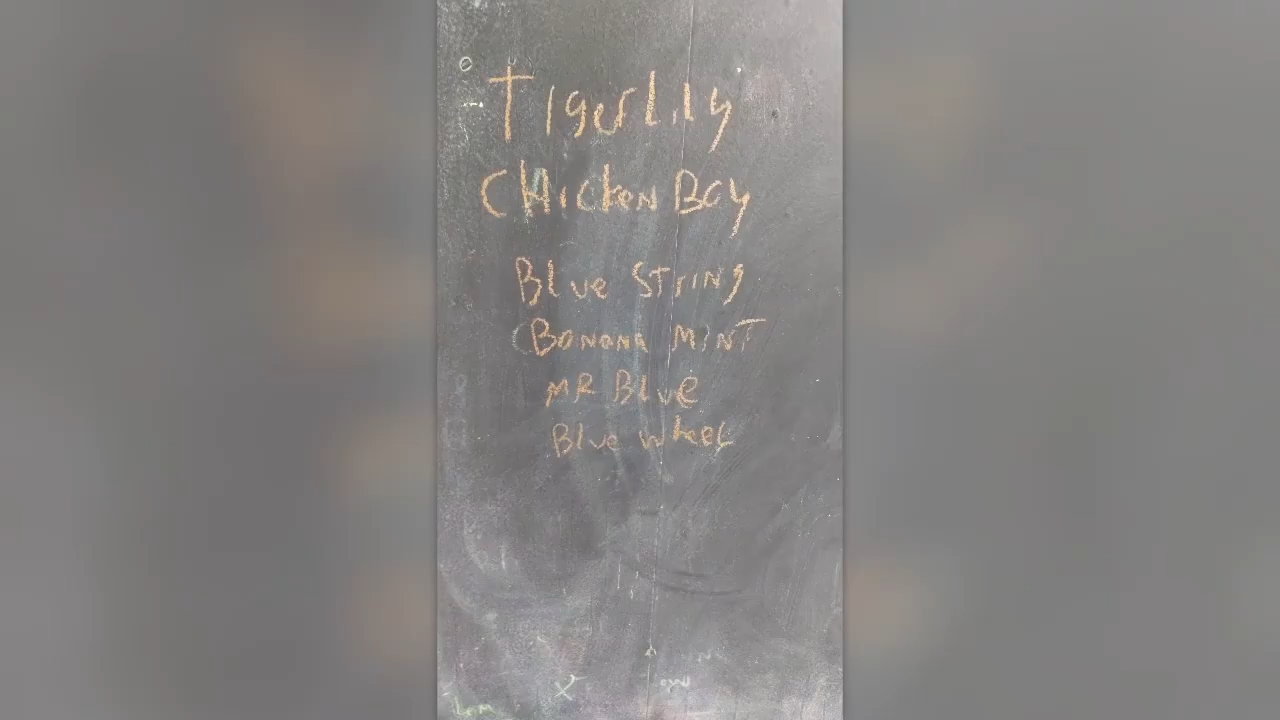 Tigerlily
CHickeN BOy
Blue STriNg
BaNaNa MiNT
MR Blue
Blue wHeeL